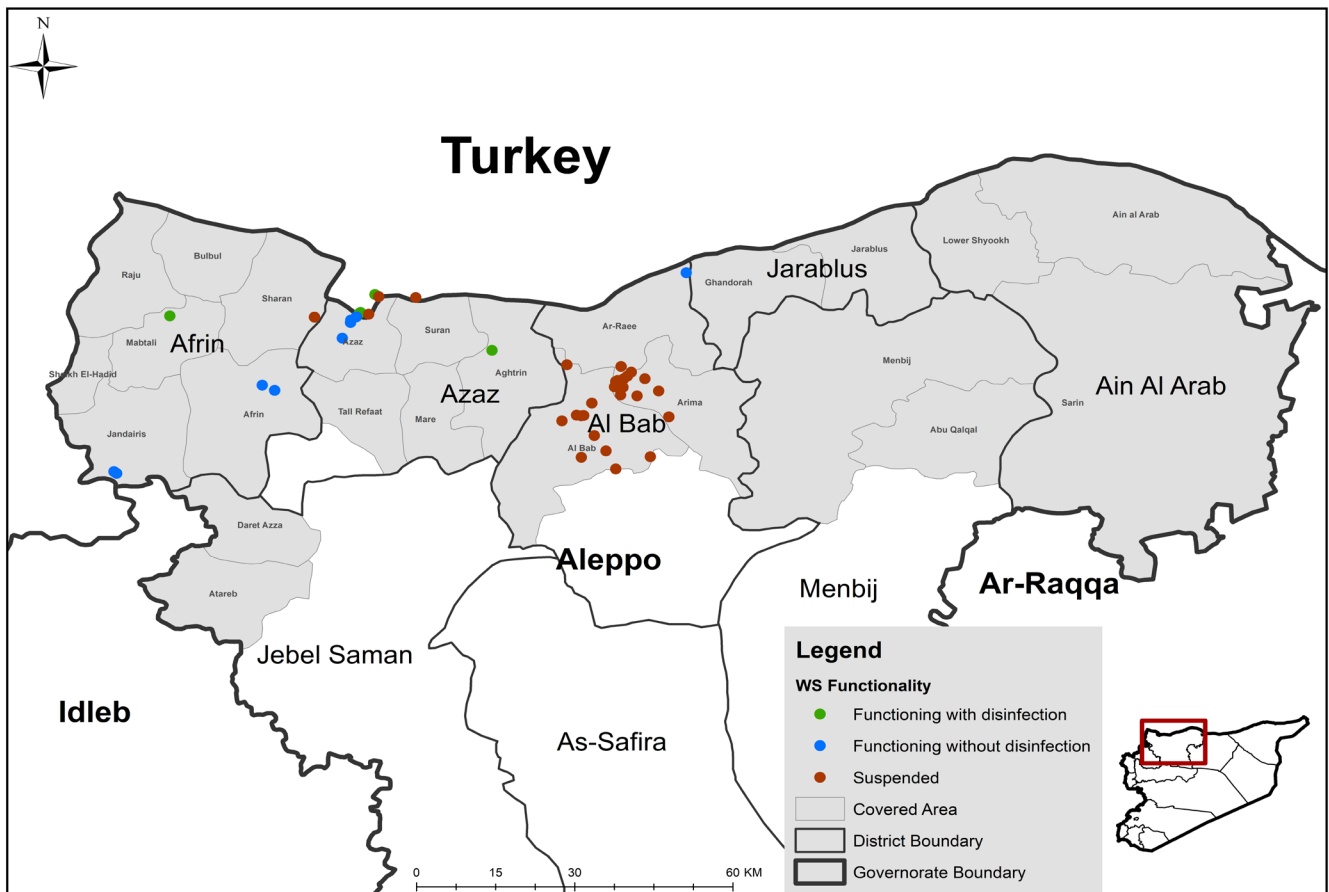 N
Turkey
Ain al Arab
Bulbul
Jarablus
Lower Shyookh
Raju
Jarablus
Ghandorah
Sharan
Ar-Raee
Suran
Mabtali
Afrin
Azaz
Menbij
Aghtrin
Sheikh El-Hadid
Ain Al Arab
Azaz
Arima
Sarin
Afrin
Tall Refaat
Mare
Al Bab
Abu Qalqal
Jandairis
Al Bab
Daret Azza
Aleppo
Ar-Raqqa
Menbij
Atareb
Jebel Saman
Idleb
As-Safira
Legend
WS Functionality
Functioning with disinfection
Functioning without disinfection
Suspended
Covered Area
District Boundary
Governorate Boundary
0 15 30 60 KM